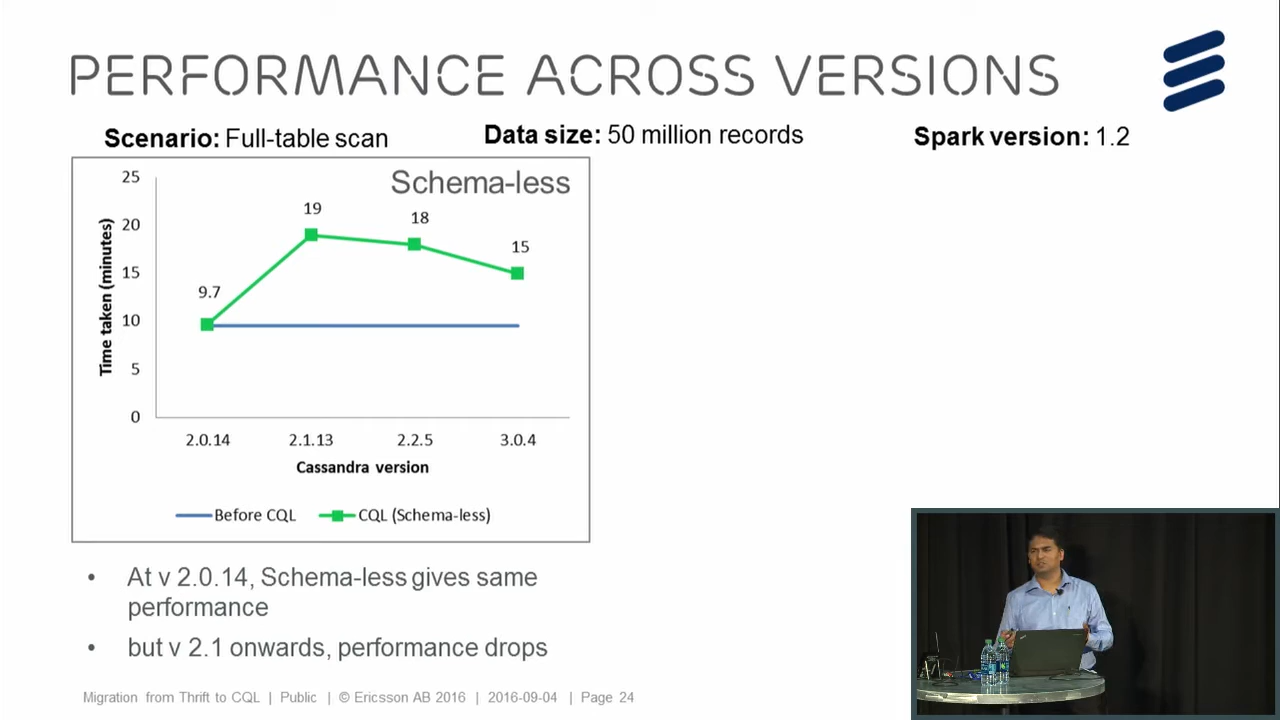 PERFORMANCE ACROSS VERSIONS
Scenario: Full-table scan
Data size: 50 million records
Spark version: 1.2
Schema-less
Time taken (minutes)
25
20
15
10
5
0
9.7
19
18
15
2.0.14 2.1.13 2.2.5 3.0.4
Cassandra version
Before CQL CQL (Schema-less)
• At v 2.0.14, Schema-less gives same
performance
• but v 2.1 onwards, performance drops
Migration from Thrift to CQL | Public | © Ericsson AB 2016 | 2016-09-04 | Page 24